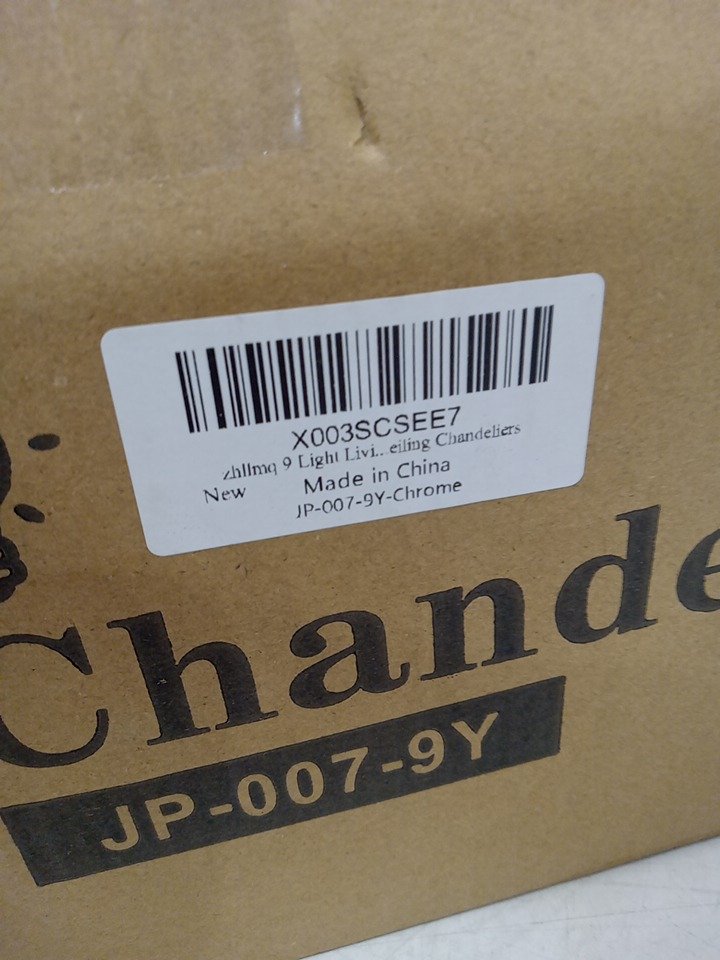 X003SCSEE7
zhllmq 9 Light Livi...eiling Chandeliers
New
Made in China
JP-007-9Y-Chrome
Chande
JP-007-9Y